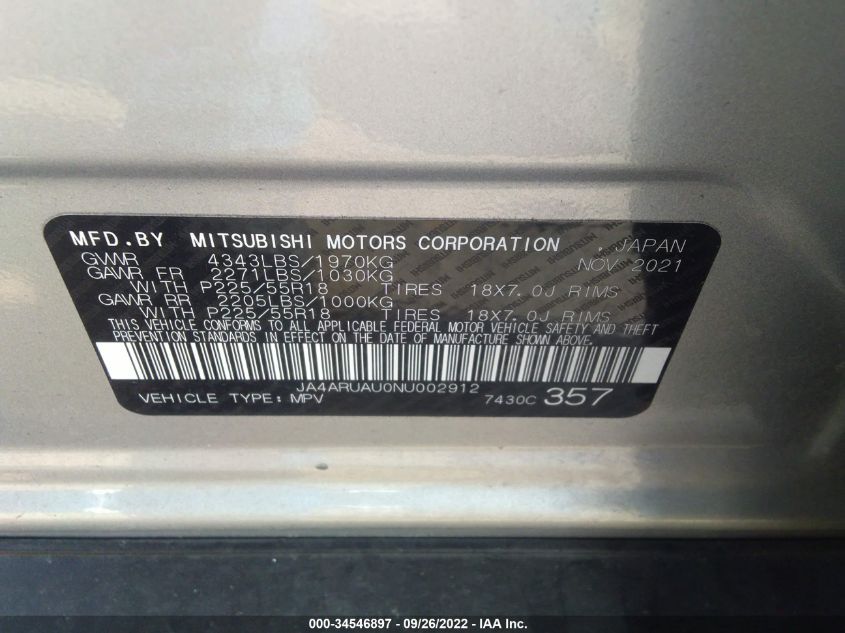 MFD.BY MITSUBISHI MOTORS CORPORATION , JAPAN
GVWR 4343LBS/1970KG NOV 2021
GAWR FR 2271LBS/1030KG
WITH P225/55R18 TIRES 18X7.0J RIMS
GAWR RR 2205LBS/1000KG
WITH P225/55R18 TIRES 18X7.0J RIMS
THIS VEHICLE CONFORMS TO ALL APPLICABLE FEDERAL MOTOR VEHICLE SAFETY AND THEFT
PREVENTION STANDARDS IN EFFECT ON THE DATE OF MANUFACTURE SHOWN ABOVE.
JA4ARUAU0NU002912
VEHICLE TYPE: MPV 7430C 357
000-34546897 - 09/26/2022 - IAA Inc.